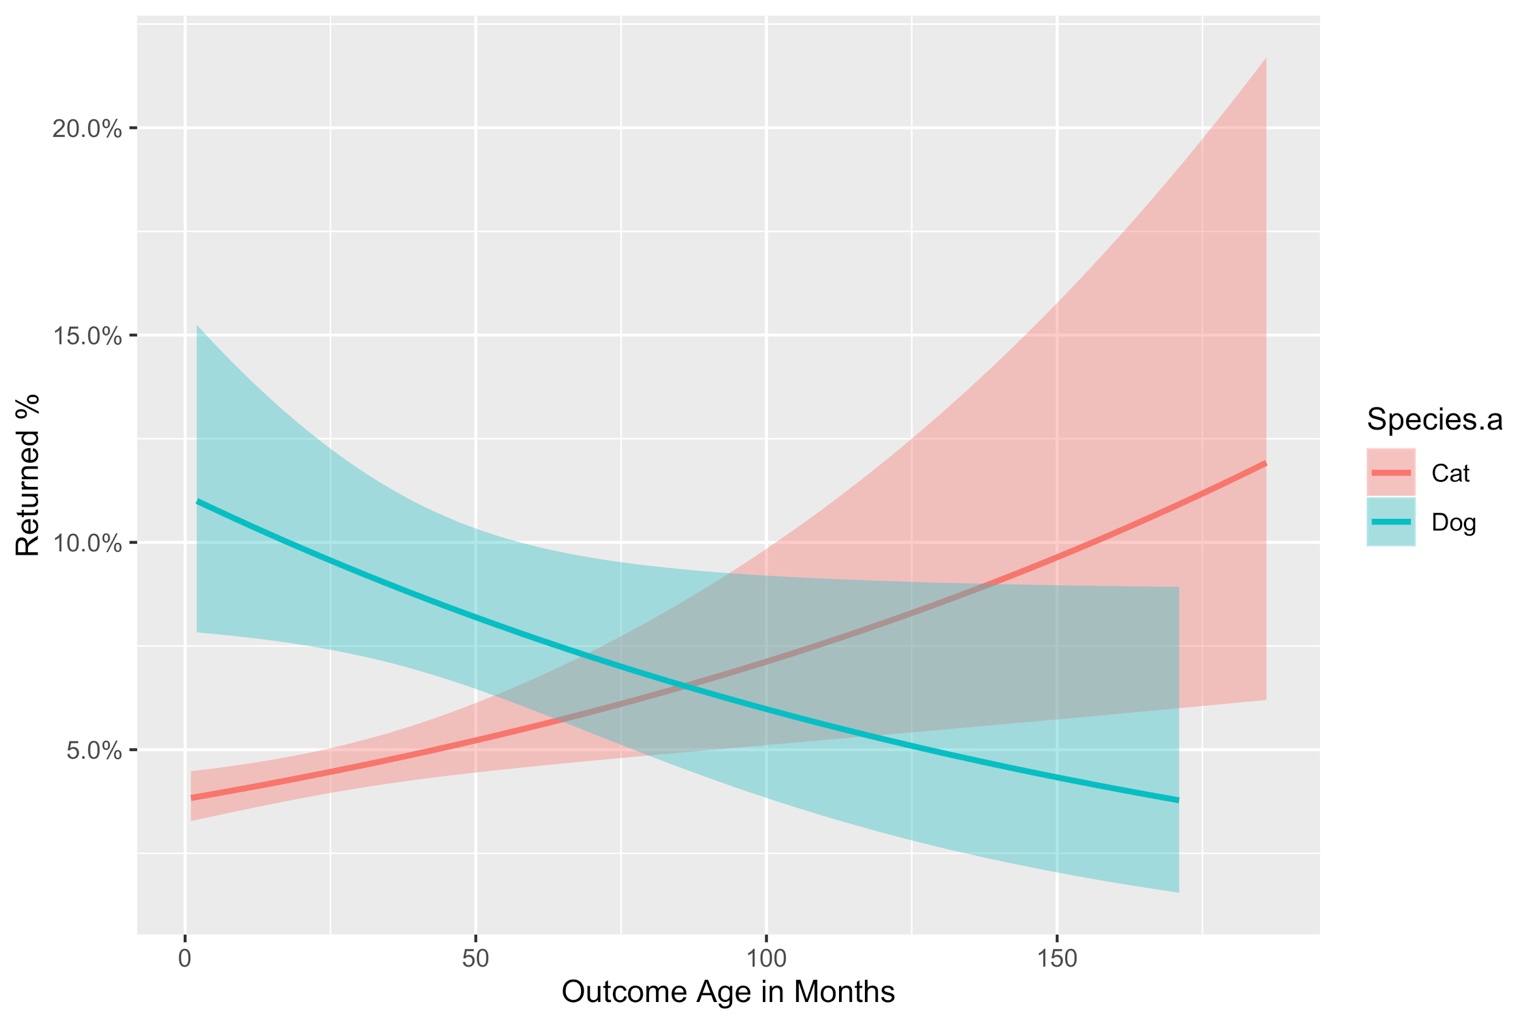 20.0%
15.0%
10.0%
5.0%
Returned %
0 50 100 150
Outcome Age in Months
Species.a
Cat
Dog